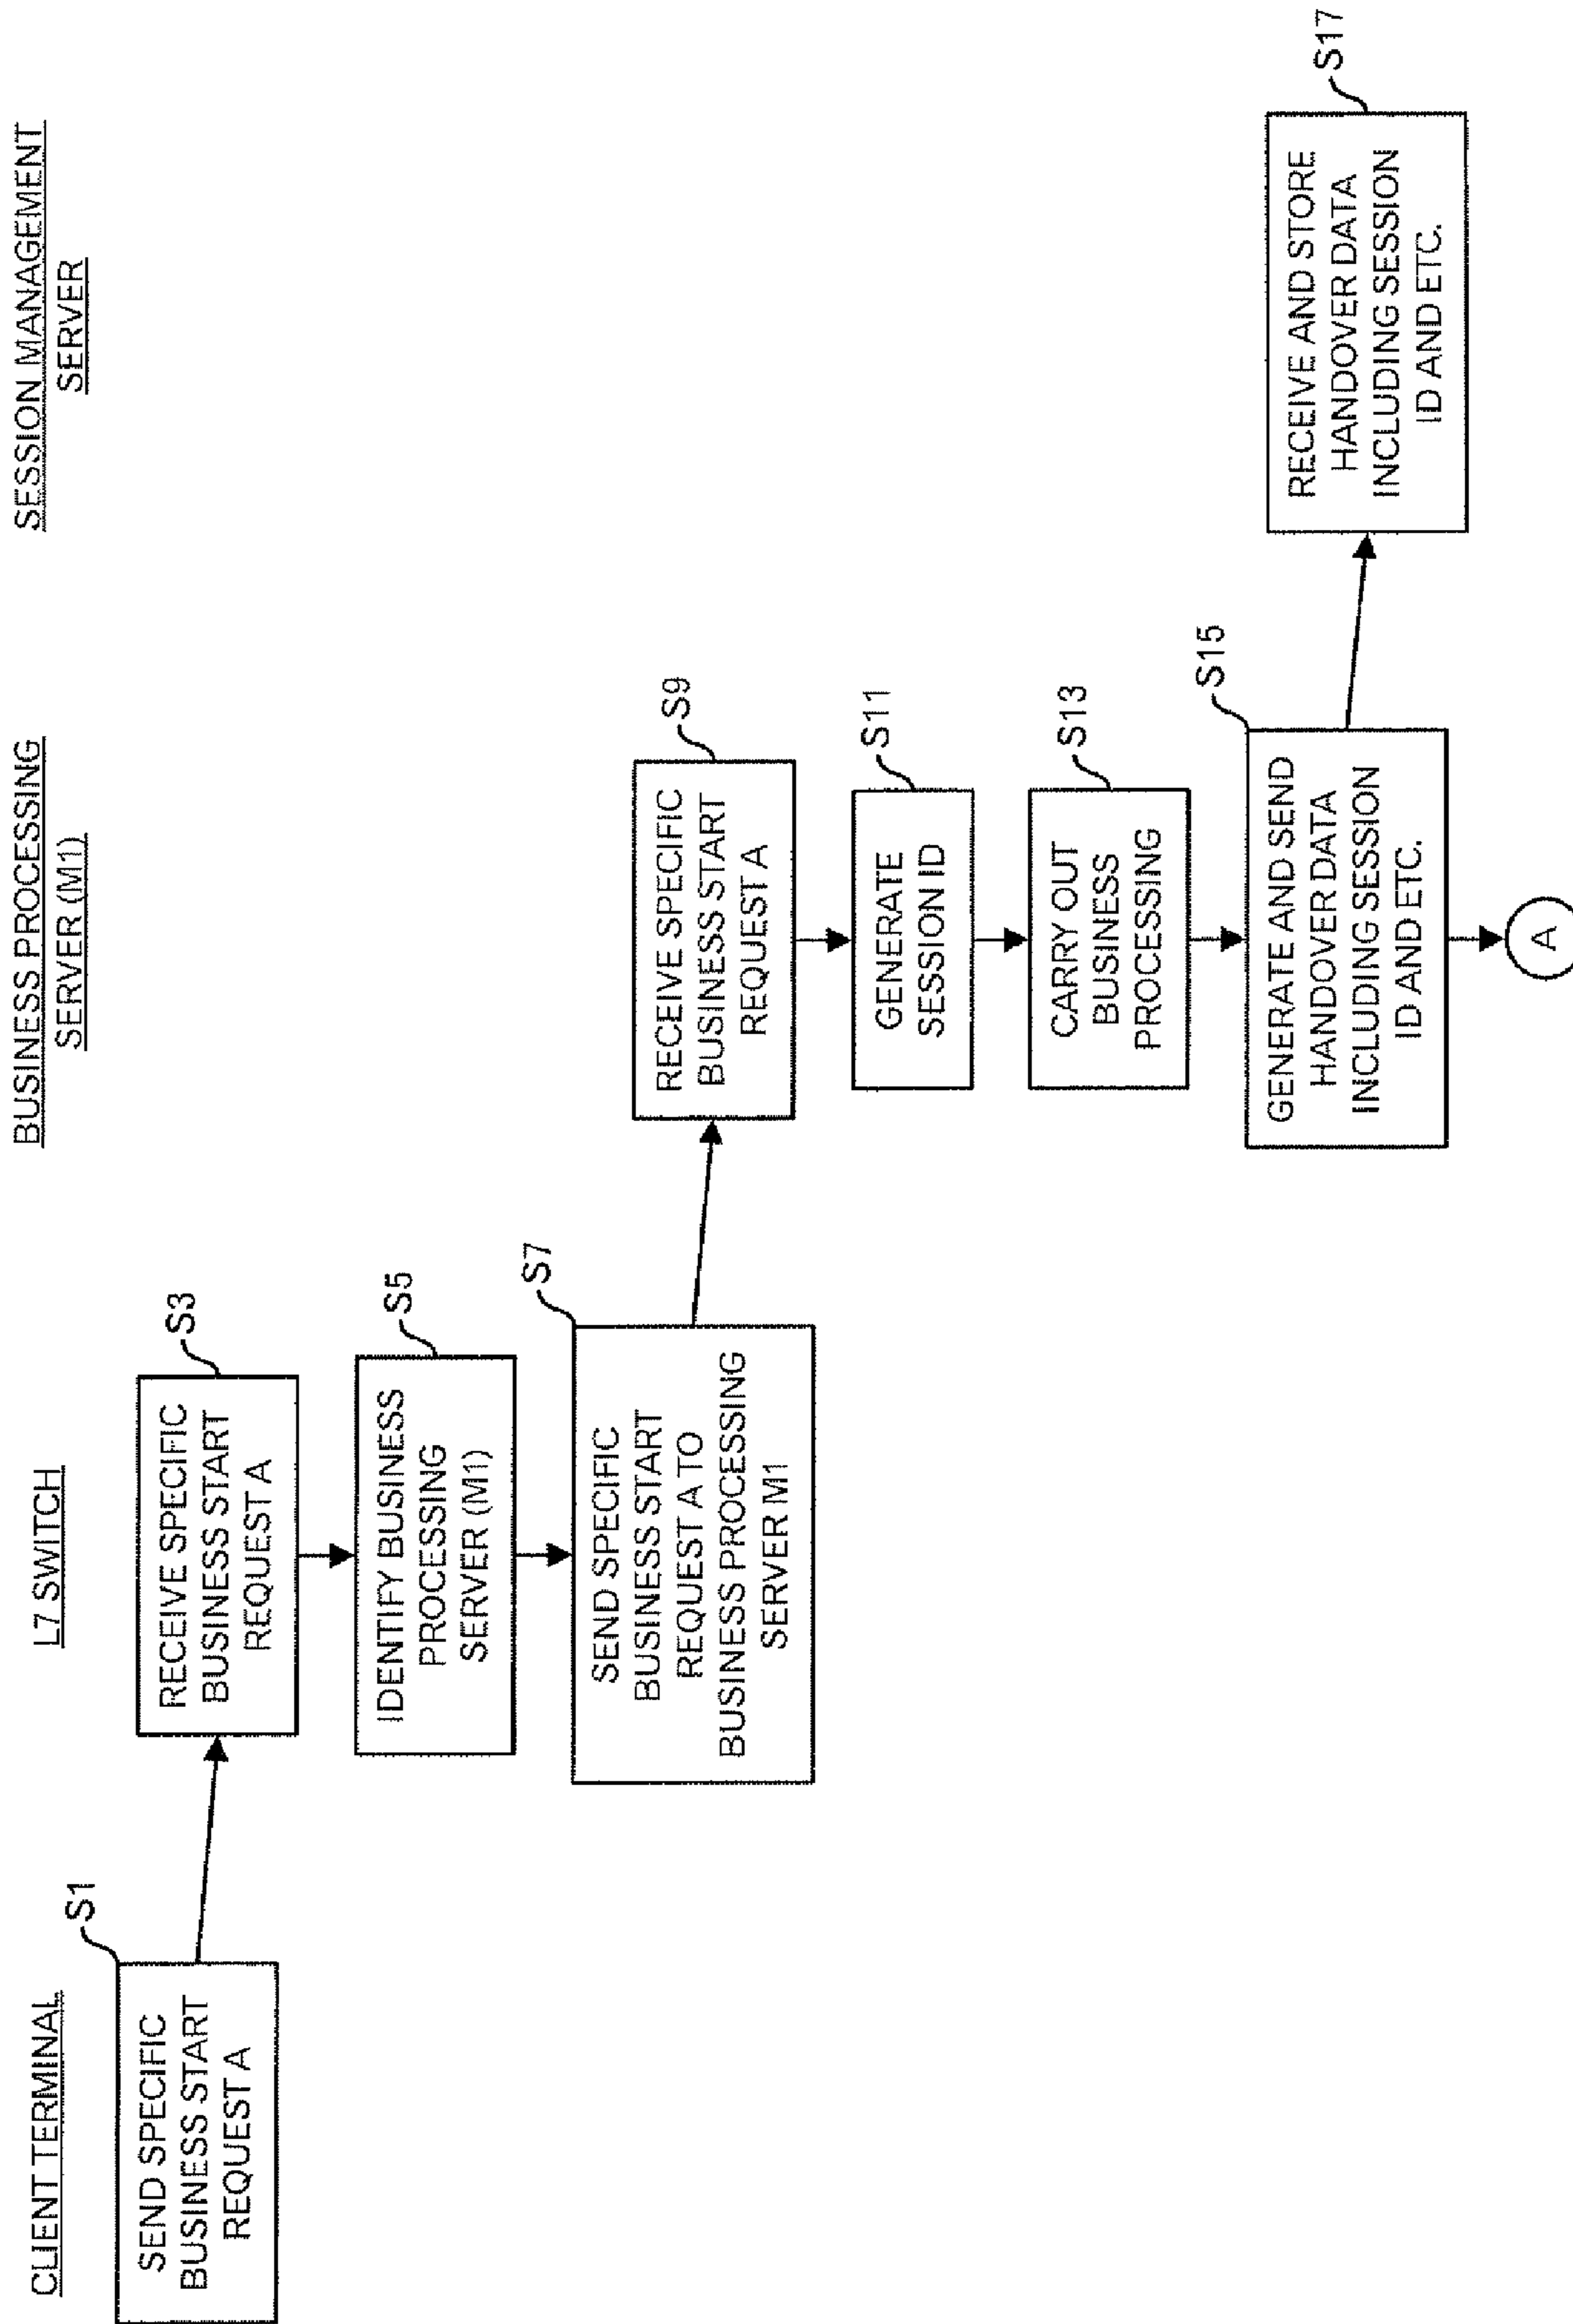 CLIENT TERMINAL
L7 SWITCH
BUSINESS PROCESSING
SERVER (M1)
SESSION MANAGEMENT
SERVER
S1
SEND SPECIFIC
BUSINESS START
REQUEST A
S3
RECEIVE SPECIFIC
BUSINESS START
REQUEST A
S5
IDENTIFY BUSINESS
PROCESSING
SERVER (M1)
S7
SEND SPECIFIC
BUSINESS START
REQUEST A TO
BUSINESS PROCESSING
SERVER M1
S9
RECEIVE SPECIFIC
BUSINESS START
REQUEST A
S11
GENERATE
SESSION ID
S13
CARRY OUT
BUSINESS
PROCESSING
S15
GENERATE AND SEND
HANDOVER DATA
INCLUDING SESSION
ID AND ETC.
S17
RECEIVE AND STORE
HANDOVER DATA
INCLUDING SESSION
ID AND ETC.
A